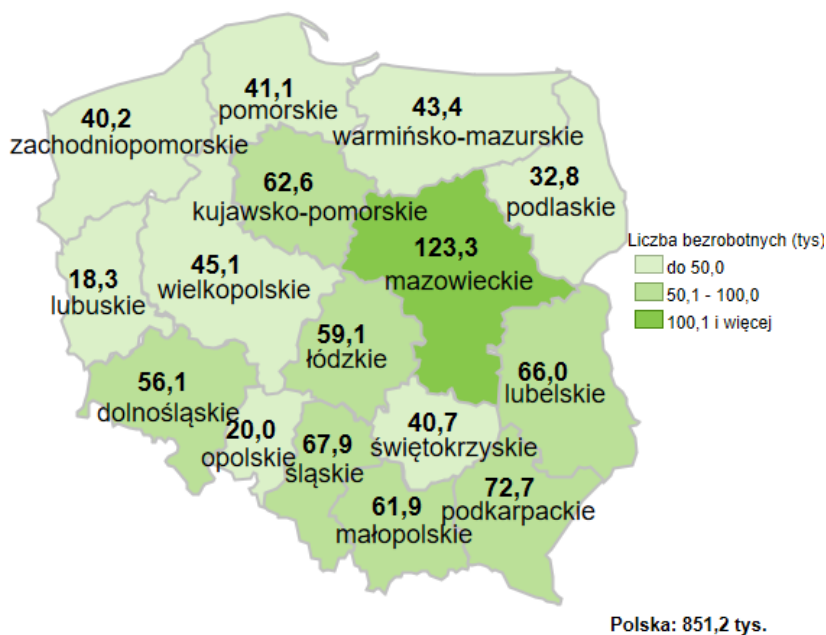 41,1
pomorskie
43,4
warmińsko-mazurskie
40,2
zachodniopomorskie
32,8
podlaskie
62,6
kujawsko-pomorskie
123,3
mazowieckie
Liczba bezrobotnych (tys)
do 50,0
50,1 - 100,0
100,1 i więcej
18,3
lubuskie
45,1
wielkopolskie
59,1
łódzkie
66,0
lubelskie
56,1
dolnośląskie
20,0
opolskie
67,9
śląskie
40,7
świętokrzyskie
61,9
małopolskie
72,7
podkarpackie
Polska: 851,2 tys.